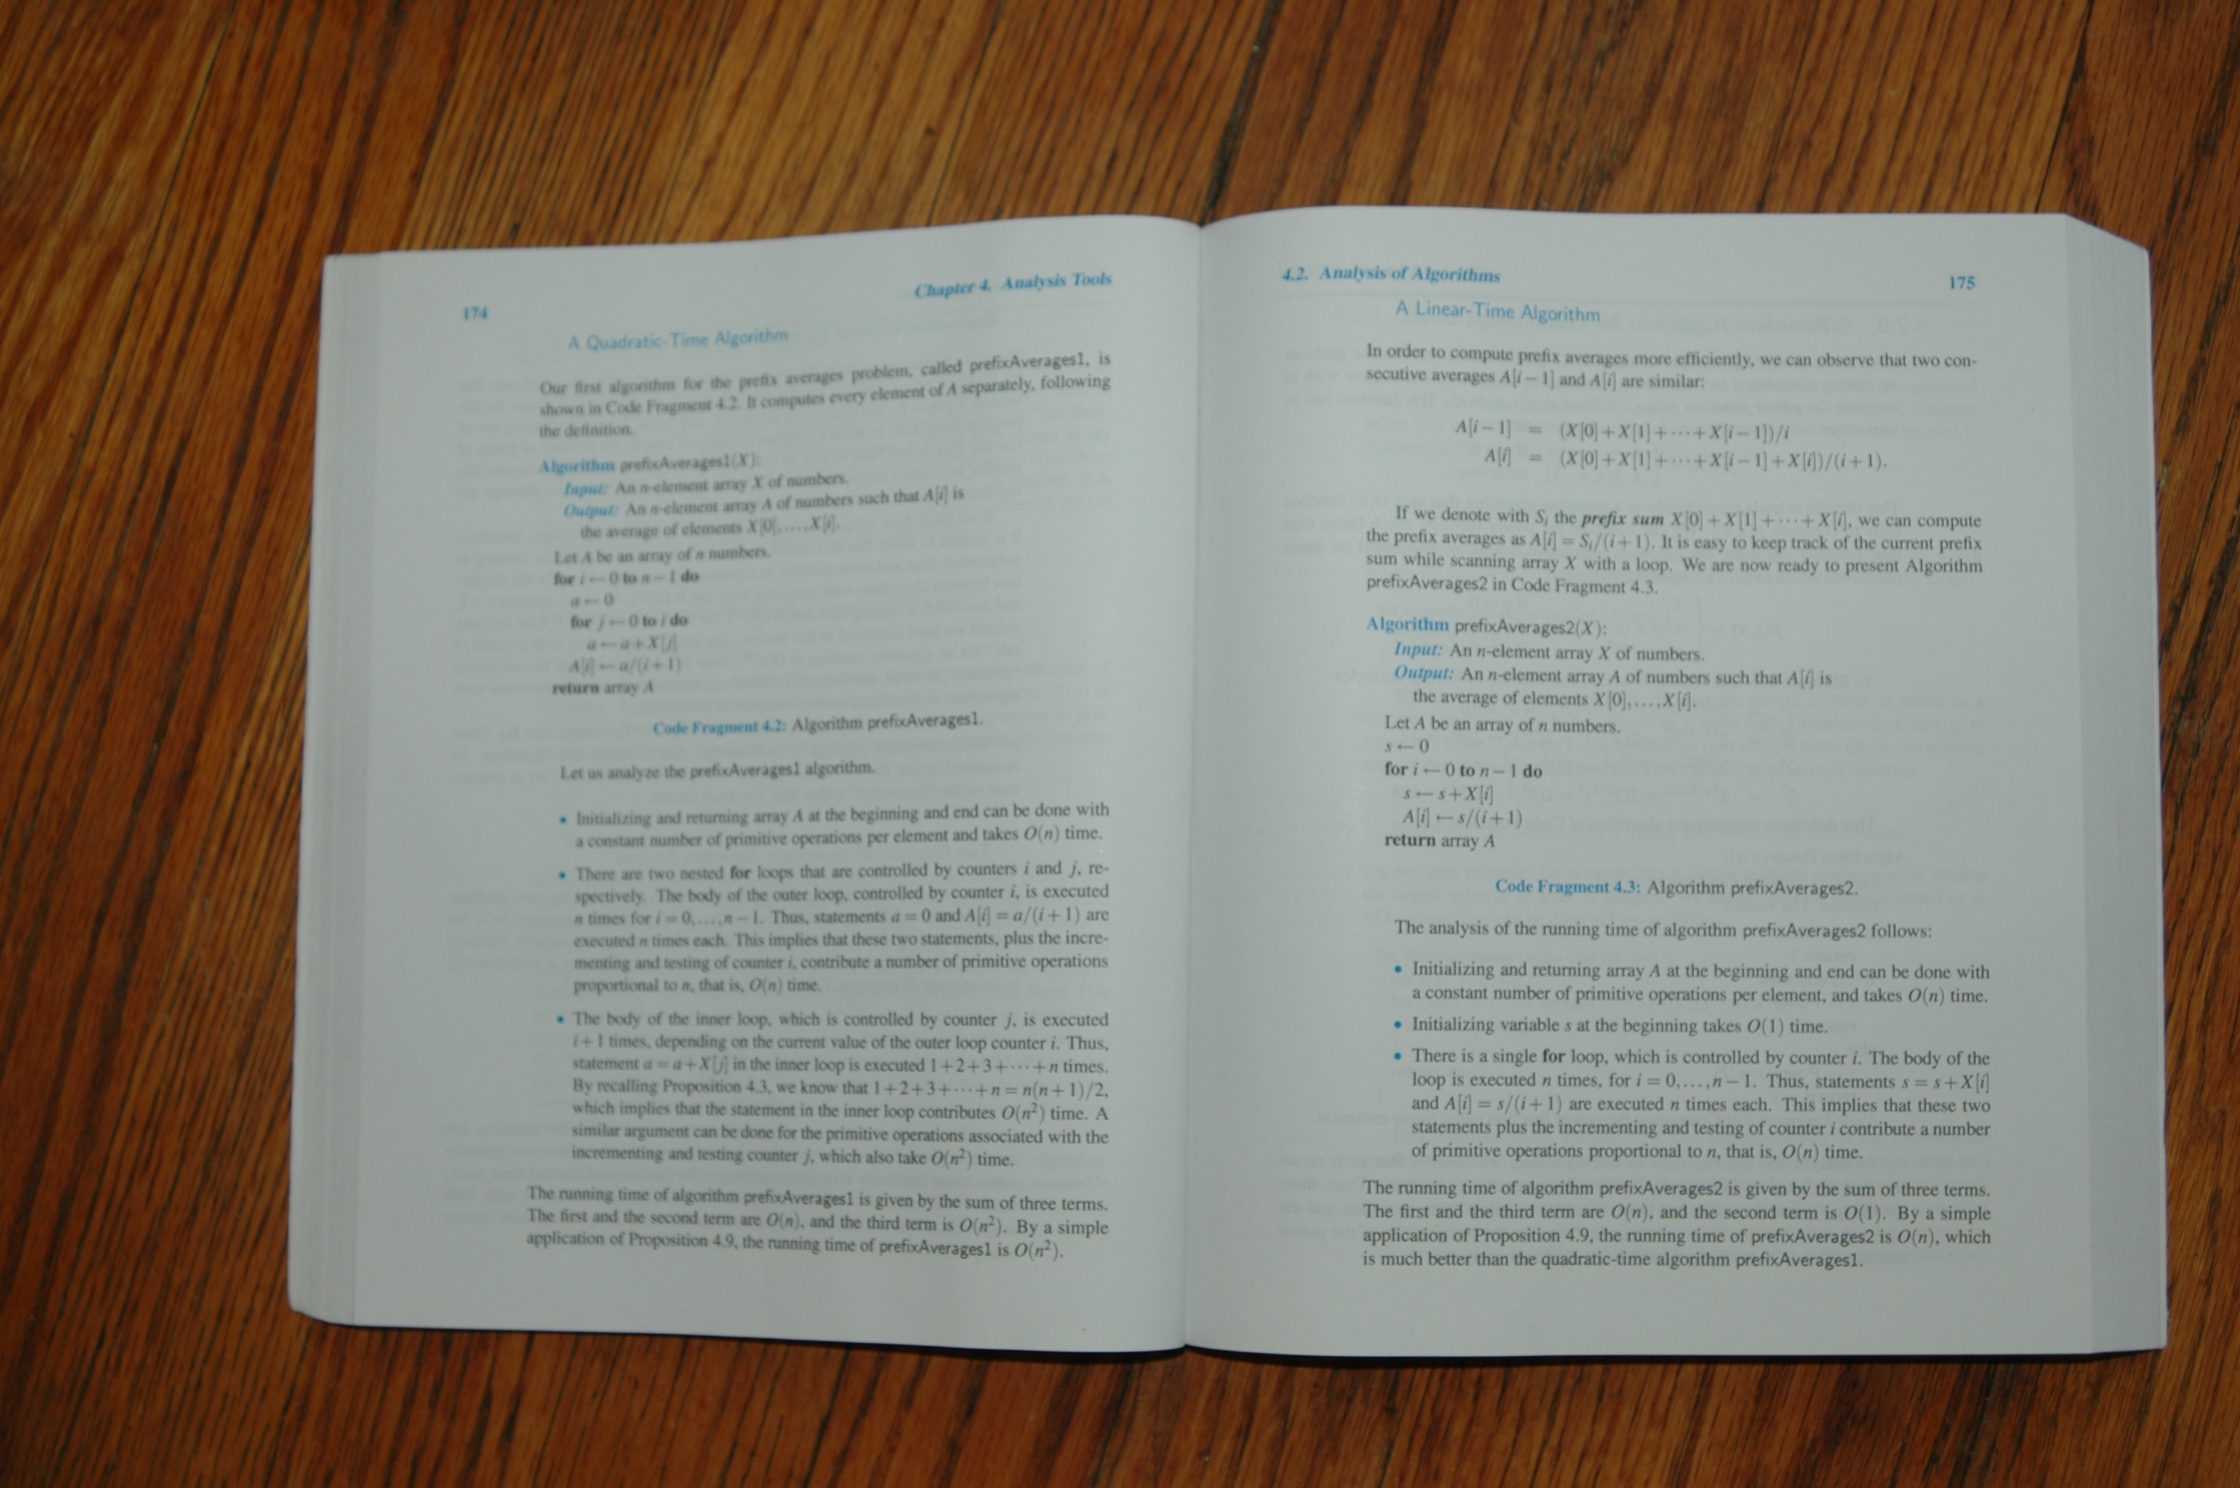 174
Chapter 4. Analysis Tools
A Quadratic-Time Algorithm
Our first algorithm for the prefix averages problem, called prefixAverages1, is
shown in Code Fragment 4.2. It computes every element of A separately, following
the definition.
Algorithm prefixAverages1(X):
Input: An n-element array X of numbers.
Output: An n-element array A of numbers such that A[i] is
the average of elements X[0],...,X[i].
Let A be an array of n numbers.
for i ← 0 to n − 1 do
a ← 0
for j ← 0 to i do
a ← a + X[j]
A[i] ← a/(i+1)
return array A
Code Fragment 4.2: Algorithm prefixAverages1.
Let us analyze the prefixAverages1 algorithm.
• Initializing and returning array A at the beginning and end can be done with
a constant number of primitive operations per element and takes O(n) time.
• There are two nested for loops that are controlled by counters i and j, re-
spectively. The body of the outer loop, controlled by counter i, is executed
n times for i = 0,...,n − 1. Thus, statements a = 0 and A[i] = a/(i+1) are
executed n times each. This implies that these two statements, plus the incre-
menting and testing of counter i, contribute a number of primitive operations
proportional to n, that is, O(n) time.
• The body of the inner loop, which is controlled by counter j, is executed
i+1 times, depending on the current value of the outer loop counter i. Thus,
statement a = a+X[j] in the inner loop is executed 1+2+3+···+n times.
By recalling Proposition 4.3, we know that 1+2+3+···+n = n(n+1)/2,
which implies that the statement in the inner loop contributes O(n²) time. A
similar argument can be done for the primitive operations associated with the
incrementing and testing counter j, which also take O(n²) time.
The running time of algorithm prefixAverages1 is given by the sum of three terms.
The first and the second term are O(n), and the third term is O(n²). By a simple
application of Proposition 4.9, the running time of prefixAverages1 is O(n²).
4.2. Analysis of Algorithms
175
A Linear-Time Algorithm
In order to compute prefix averages more efficiently, we can observe that two con-
secutive averages A[i − 1] and A[i] are similar:
A[i−1] = (X[0]+X[1]+···+X[i−1])/i
A[i] = (X[0]+X[1]+···+X[i−1]+X[i])/(i+1).
If we denote with Sᵢ the prefix sum X[0]+X[1]+···+X[i], we can compute
the prefix averages as A[i] = Sᵢ/(i+1). It is easy to keep track of the current prefix
sum while scanning array X with a loop. We are now ready to present Algorithm
prefixAverages2 in Code Fragment 4.3.
Algorithm prefixAverages2(X):
Input: An n-element array X of numbers.
Output: An n-element array A of numbers such that A[i] is
the average of elements X[0],...,X[i].
Let A be an array of n numbers.
s ← 0
for i ← 0 to n − 1 do
s ← s + X[i]
A[i] ← s/(i+1)
return array A
Code Fragment 4.3: Algorithm prefixAverages2.
The analysis of the running time of algorithm prefixAverages2 follows:
• Initializing and returning array A at the beginning and end can be done with
a constant number of primitive operations per element, and takes O(n) time.
• Initializing variable s at the beginning takes O(1) time.
• There is a single for loop, which is controlled by counter i. The body of the
loop is executed n times, for i = 0,...,n − 1. Thus, statements s = s+X[i]
and A[i] = s/(i+1) are executed n times each. This implies that these two
statements plus the incrementing and testing of counter i contribute a number
of primitive operations proportional to n, that is, O(n) time.
The running time of algorithm prefixAverages2 is given by the sum of three terms.
The first and the third term are O(n), and the second term is O(1). By a simple
application of Proposition 4.9, the running time of prefixAverages2 is O(n), which
is much better than the quadratic-time algorithm prefixAverages1.